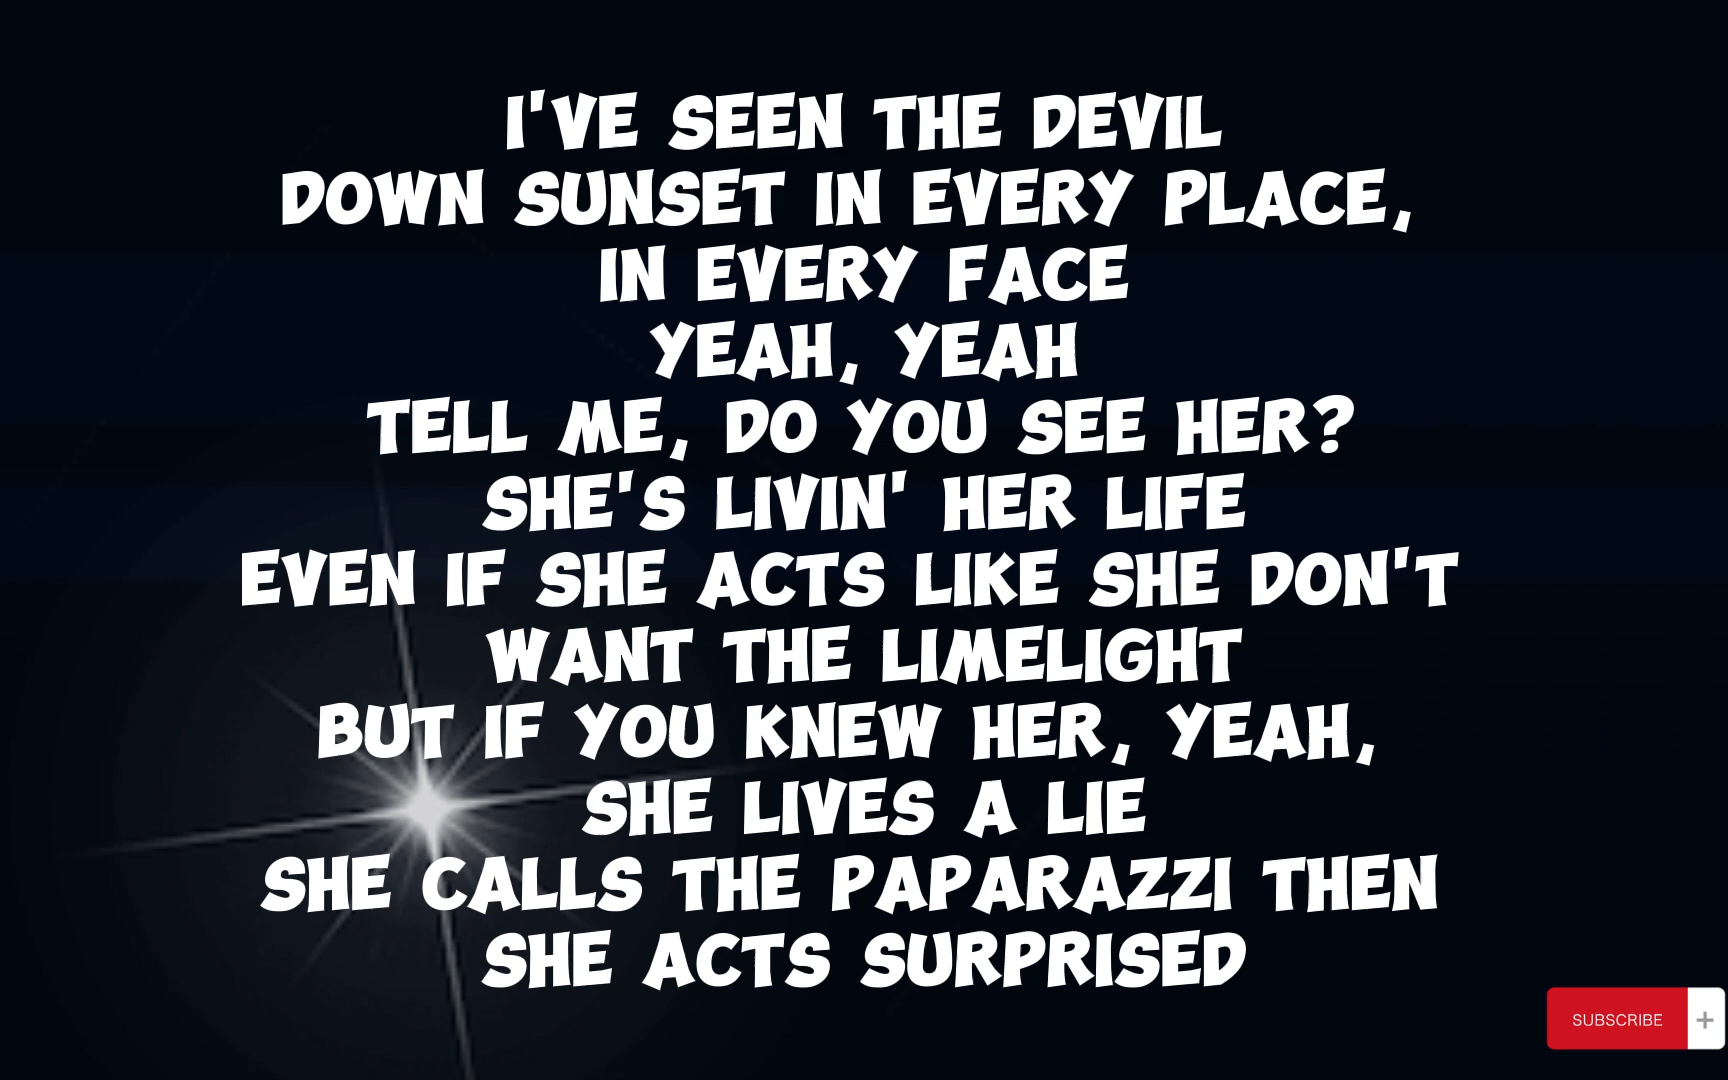 I'VE SEEN THE DEVIL
DOWN SUNSET IN EVERY PLACE,
IN EVERY FACE
YEAH, YEAH
TELL ME, DO YOU SEE HER?
SHE'S LIVIN' HER LIFE
EVEN IF SHE ACTS LIKE SHE DON'T
WANT THE LIMELIGHT
BUT IF YOU KNEW HER, YEAH,
SHE LIVES A LIE
SHE CALLS THE PAPARAZZI THEN
SHE ACTS SURPRISED
SUBSCRIBE +